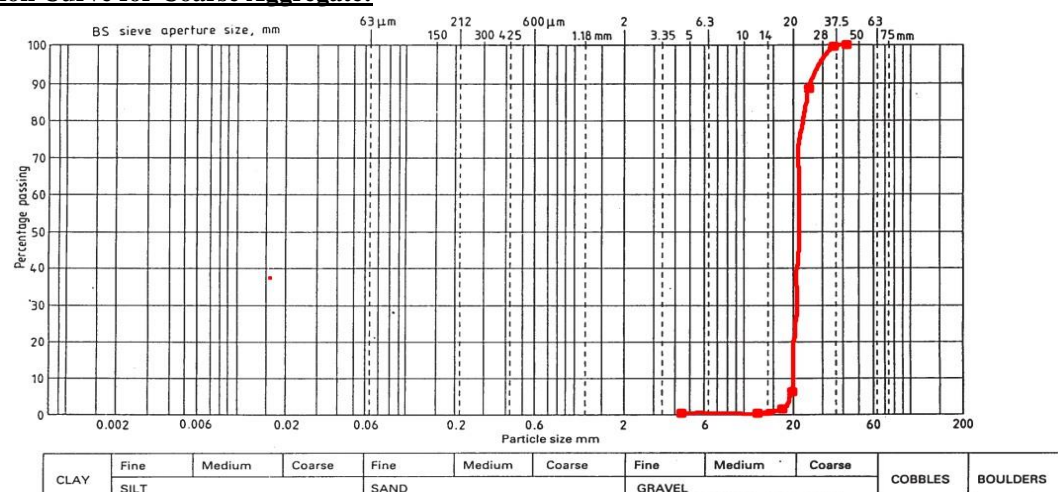 ion Curve for Coarse Aggregate:
63 μm 212 600 μm 2 6.3 20 37.5 63
BS sieve aperture size, mm 150 300 425 1.18 mm 3.35 5 10 14 28 50 75 mm
100
90
80
70
60
50
40
30
20
10
0
Percentage passing
0.002 0.006 0.02 0.06 0.2 0.6 2 6 20 60 200
Particle size mm
CLAY Fine Medium Coarse Fine Medium Coarse Fine Medium Coarse COBBLES BOULDERS
SILT SAND GRAVEL